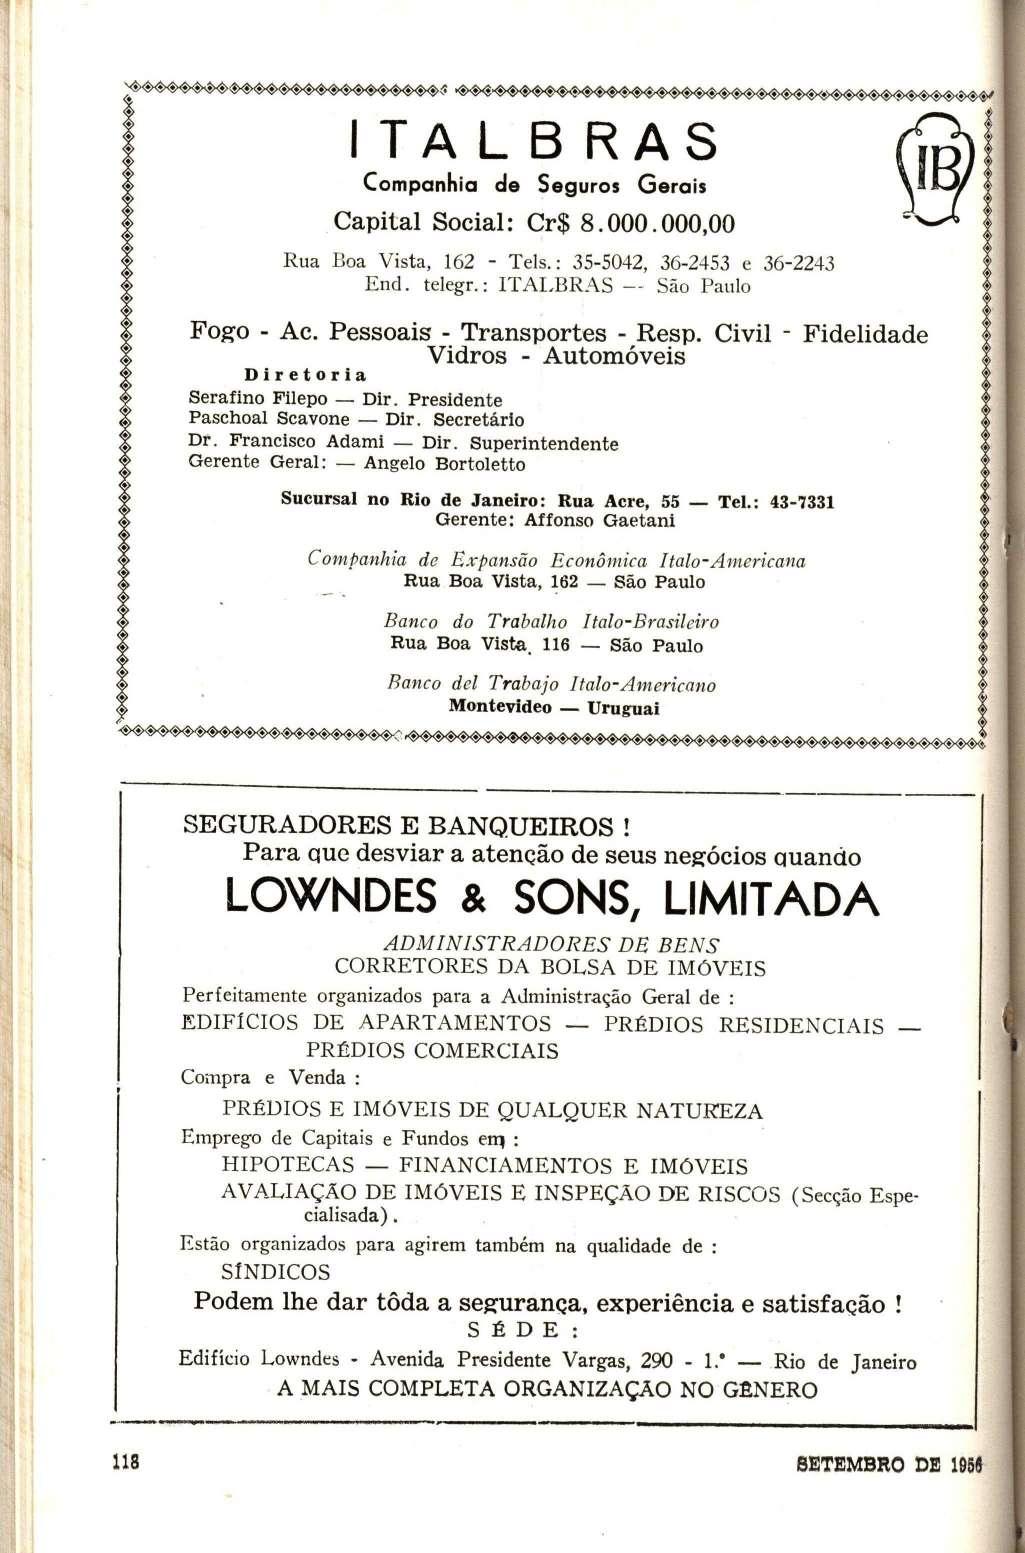 ITALBRAS
IB
Companhia de Seguros Gerais
Capital Social: Cr$ 8.000.000,00
Rua Boa Vista, 162 - Tels.: 35-5042, 36-2453 e 36-2243
End. telegr.: ITALBRAS -- São Paulo
Fogo - Ac. Pessoais - Transportes - Resp. Civil - Fidelidade
Vidros - Automóveis
Diretoria
Serafino Filepo — Dir. Presidente
Paschoal Scavone — Dir. Secretário
Dr. Francisco Adami — Dir. Superintendente
Gerente Geral: — Angelo Bortoletto
Sucursal no Rio de Janeiro: Rua Acre, 55 — Tel.: 43-7331
Gerente: Affonso Gaetani
Companhia de Expansão Econômica Italo-Americana
Rua Boa Vista, 162 — São Paulo
Banco do Trabalho Italo-Brasileiro
Rua Boa Vista, 116 — São Paulo
Banco del Trabajo Italo-Americano
Montevideo — Uruguai
SEGURADORES E BANQUEIROS !
Para que desviar a atenção de seus negócios quando
LOWNDES & SONS, LIMITADA
ADMINISTRADORES DE BENS
CORRETORES DA BOLSA DE IMÓVEIS
Perfeitamente organizados para a Administração Geral de :
EDIFÍCIOS DE APARTAMENTOS — PRÉDIOS RESIDENCIAIS —
PRÉDIOS COMERCIAIS
Compra e Venda :
PRÉDIOS E IMÓVEIS DE QUALQUER NATUREZA
Emprego de Capitais e Fundos em :
HIPOTECAS — FINANCIAMENTOS E IMÓVEIS
AVALIAÇÃO DE IMÓVEIS E INSPEÇÃO DE RISCOS (Secção Espe-
cialisada).
Estão organizados para agirem também na qualidade de :
SÍNDICOS
Podem lhe dar tôda a segurança, experiência e satisfação !
SÉDE :
Edifício Lowndes - Avenida Presidente Vargas, 290 - 1.º — Rio de Janeiro
A MAIS COMPLETA ORGANIZAÇÃO NO GÊNERO
118
SETEMBRO DE 1956